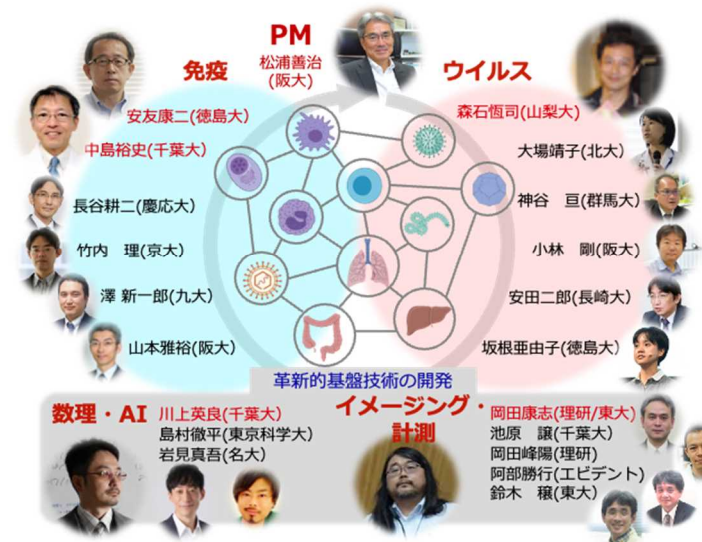 PM
松浦善治
(阪大)
免疫
安友康二(徳島大)
中島裕史(千葉大)
長谷耕二(慶応大)
竹内 理(京大)
澤 新一郎(九大)
山本雅裕(阪大)
ウイルス
森石恆司(山梨大)
大場靖子(北大)
神谷 亘(群馬大)
小林 剛(阪大)
安田二郎(長崎大)
坂根亜由子(徳島大)
革新的基盤技術の開発
数理・AI
川上英良(千葉大)
島村徹平(東京科学大)
岩見真吾(名大)
イメージング・
計測
岡田康志(理研/東大)
池原 譲(千葉大)
岡田峰陽(理研)
阿部勝行(エビデント)
鈴木 穣(東大)